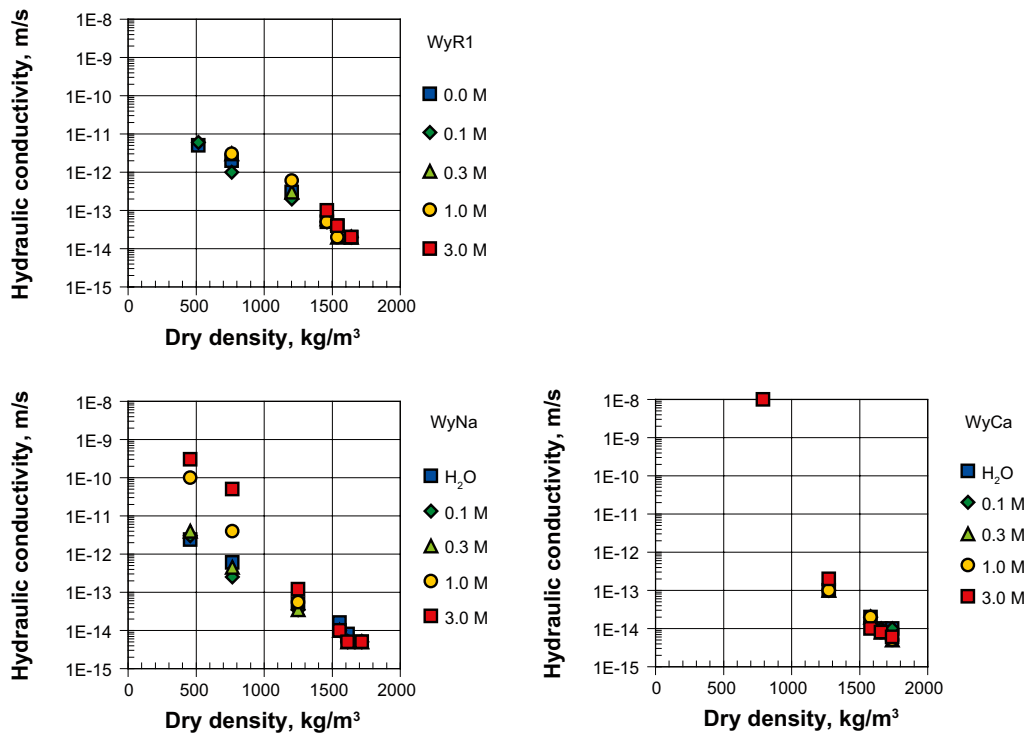 Hydraulic conductivity, m/s
1E-8
1E-9
1E-10
1E-11
1E-12
1E-13
1E-14
1E-15
0 500 1000 1500 2000
Dry density, kg/m³
WyR1
0.0 M
0.1 M
0.3 M
1.0 M
3.0 M
Hydraulic conductivity, m/s
1E-8
1E-9
1E-10
1E-11
1E-12
1E-13
1E-14
1E-15
0 500 1000 1500 2000
Dry density, kg/m³
WyNa
H₂O
0.1 M
0.3 M
1.0 M
3.0 M
Hydraulic conductivity, m/s
1E-8
1E-9
1E-10
1E-11
1E-12
1E-13
1E-14
1E-15
0 500 1000 1500 2000
Dry density, kg/m³
WyCa
H₂O
0.1 M
0.3 M
1.0 M
3.0 M